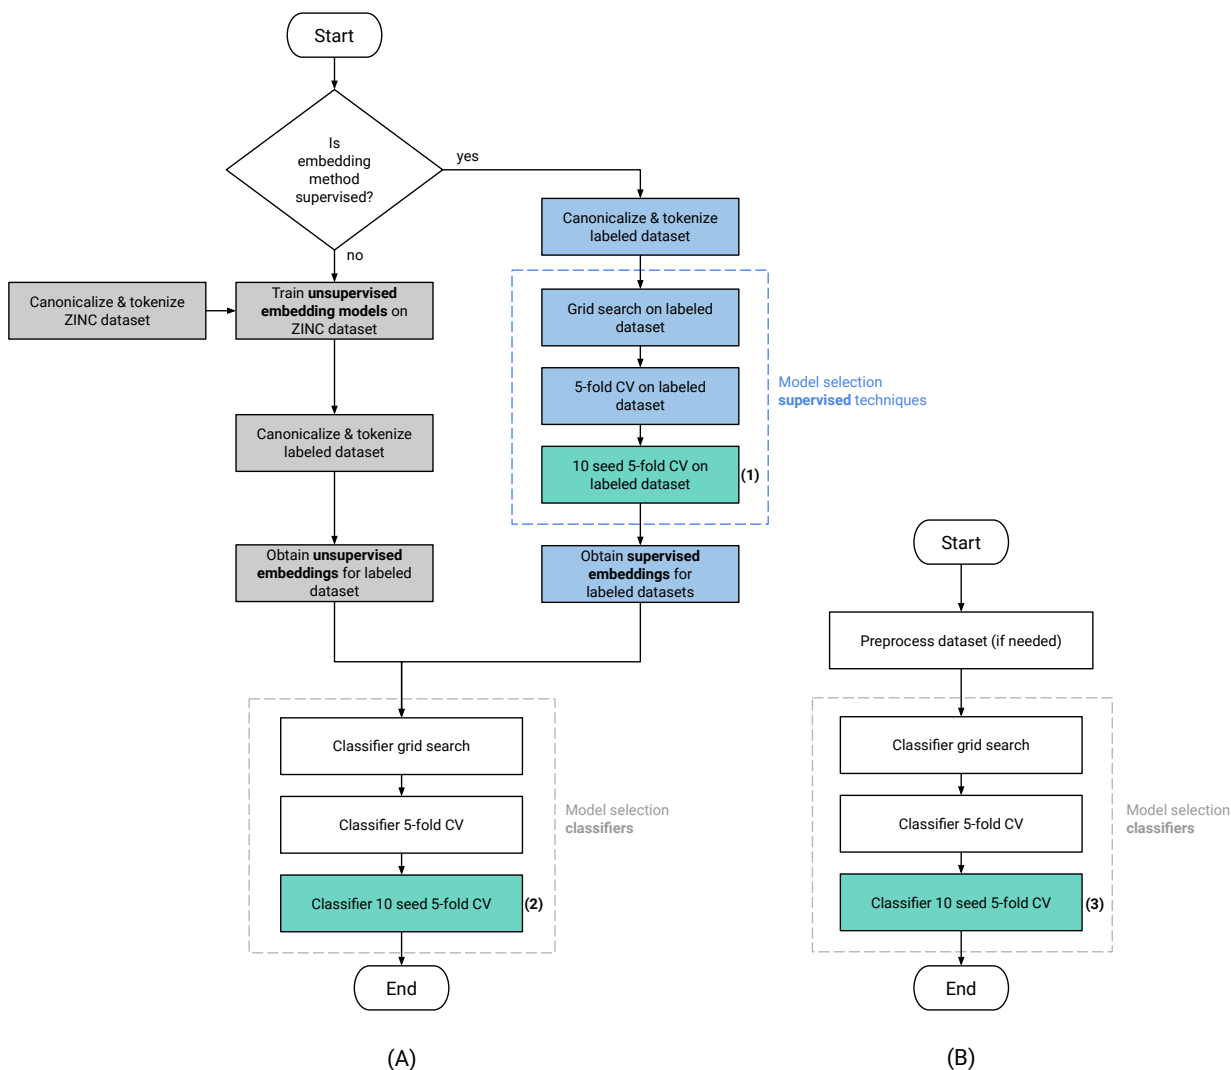 Start
Is
embedding
method
supervised?
yes
no
Canonicalize & tokenize
labeled dataset
Canonicalize & tokenize
ZINC dataset
Train unsupervised
embedding models on
ZINC dataset
Grid search on labeled
dataset
5-fold CV on labeled
dataset
Model selection
supervised techniques
Canonicalize & tokenize
labeled dataset
10 seed 5-fold CV on
labeled dataset
(1)
Obtain unsupervised
embeddings for labeled
dataset
Obtain supervised
embeddings for
labeled datasets
Classifier grid search
Classifier 5-fold CV
Model selection
classifiers
Classifier 10 seed 5-fold CV
(2)
End
(A)
Start
Preprocess dataset (if needed)
Classifier grid search
Classifier 5-fold CV
Model selection
classifiers
Classifier 10 seed 5-fold CV
(3)
End
(B)